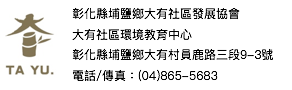 彰化縣埔鹽鄉大有社區發展協會
大有社區環境教育中心
彰化縣埔鹽鄉大有村員鹿路三段9-3號
電話/傳真：(04)865-5683
TA YU.